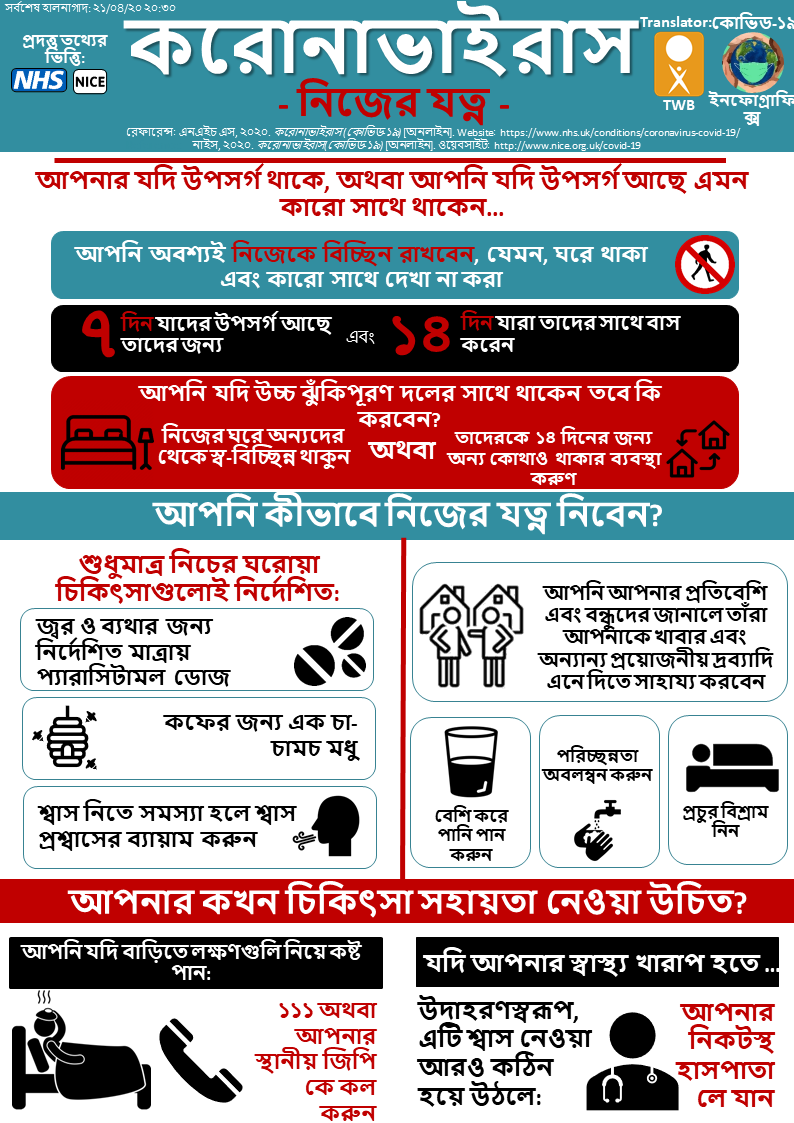 সর্বশেষ হালনাগাদ: ২১/০৪/২০ ২০:৩০
প্রদত্ত তথ্যের
ভিত্তি:
NHS NICE
করোনাভাইরাস
- নিজের যত্ন -
Translator:কোভিড-১৯
TWB
ইনফোগ্রাফি
ক্স
রেফারেন্স: এনএইচ এস, ২০২০. করোনাভাইরাস(কোভিড-১৯) [অনলাইন]. Website: https://www.nhs.uk/conditions/coronavirus-covid-19/
নাইস, ২০২০. করোনাভাইরাস(কোভিড-১৯) [অনলাইন]. ওয়েবসাইট: http://www.nice.org.uk/covid-19
আপনার যদি উপসর্গ থাকে, অথবা আপনি যদি উপসর্গ আছে এমন
কারো সাথে থাকেন...
আপনি অবশ্যই নিজেকে বিচ্ছিন রাখবেন, যেমন, ঘরে থাকা
এবং কারো সাথে দেখা না করা
৭ দিন যাদের উপসর্গ আছে
তাদের জন্য
এবং
১৪ দিন যারা তাদের সাথে বাস
করেন
আপনি যদি উচ্চ ঝুঁকিপূরণ দলের সাথে থাকেন তবে কি
করবেন?
নিজের ঘরে অন্যদের
থেকে স্ব-বিচ্ছিন্ন থাকুন
অথবা
তাদেরকে ১৪ দিনের জন্য
অন্য কোথাও থাকার ব্যবস্থা
করুণ
আপনি কীভাবে নিজের যত্ন নিবেন?
শুধুমাত্র নিচের ঘরোয়া
চিকিৎসাগুলোই নির্দেশিত:
জ্বর ও ব্যথার জন্য
নির্দেশিত মাত্রায়
প্যারাসিটামল ডোজ
কফের জন্য এক চা-
চামচ মধু
শ্বাস নিতে সমস্যা হলে শ্বাস
প্রশ্বাসের ব্যায়াম করুন
আপনি আপনার প্রতিবেশি
এবং বন্ধুদের জানালে তাঁরা
আপনাকে খাবার এবং
অন্যান্য প্রয়োজনীয় দ্রব্যাদি
এনে দিতে সাহায্য করবেন
বেশি করে
পানি পান
করুন
পরিচ্ছন্নতা
অবলম্বন করুন
প্রচুর বিশ্রাম
নিন
আপনার কখন চিকিৎসা সহায়তা নেওয়া উচিত?
আপনি যদি বাড়িতে লক্ষণগুলি নিয়ে কষ্ট
পান:
১১১ অথবা
আপনার
স্থানীয় জিপি
কে কল
করুন
যদি আপনার স্বাস্থ্য খারাপ হতে ...
উদাহরণস্বরূপ,
এটি শ্বাস নেওয়া
আরও কঠিন
হয়ে উঠলে:
আপনার
নিকটস্থ
হাসপাতা
লে যান